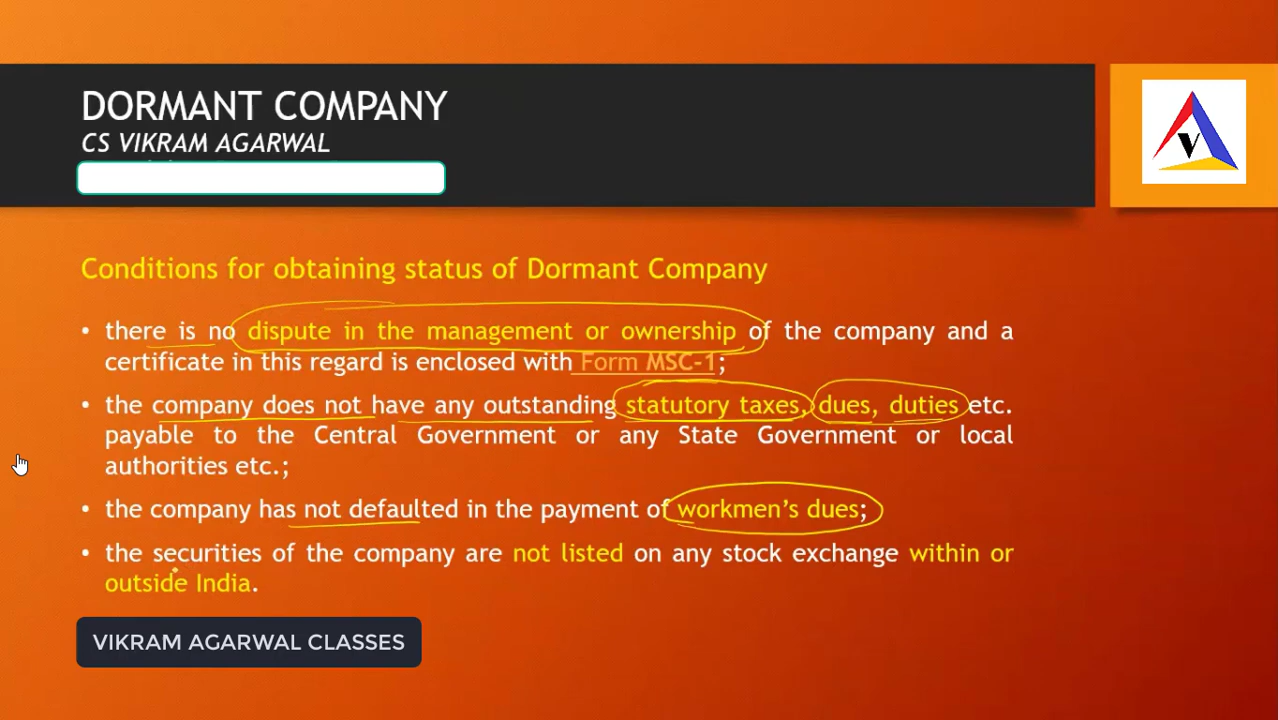 DORMANT COMPANY
CS VIKRAM AGARWAL
V
Conditions for obtaining status of Dormant Company
• there is no dispute in the management or ownership of the company and a
certificate in this regard is enclosed with Form MSC-1;
• the company does not have any outstanding statutory taxes, dues, duties etc.
payable to the Central Government or any State Government or local
authorities etc.;
• the company has not defaulted in the payment of workmen's dues;
• the securities of the company are not listed on any stock exchange within or
outside India.
VIKRAM AGARWAL CLASSES